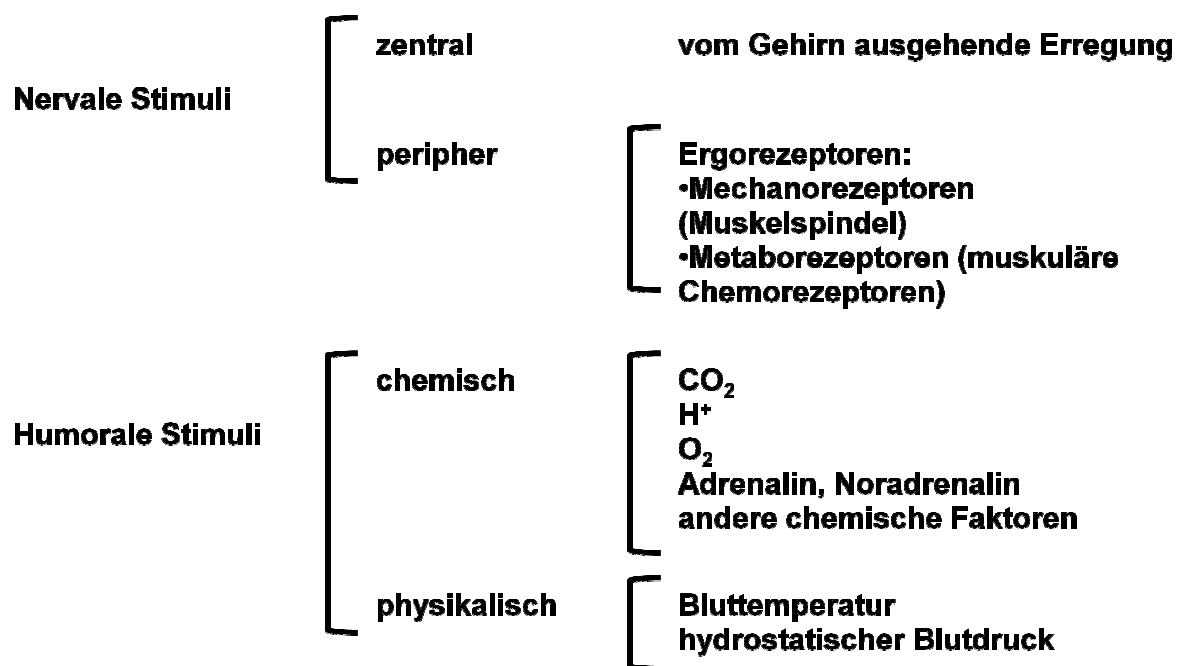 zentral vom Gehirn ausgehende Erregung
Nervale Stimuli
peripher
Ergorezeptoren:
•Mechanorezeptoren
(Muskelspindel)
•Metaborezeptoren (muskuläre
Chemorezeptoren)
chemisch
CO₂
H⁺
Humorale Stimuli
O₂
Adrenalin, Noradrenalin
andere chemische Faktoren
physikalisch
Bluttemperatur
hydrostatischer Blutdruck